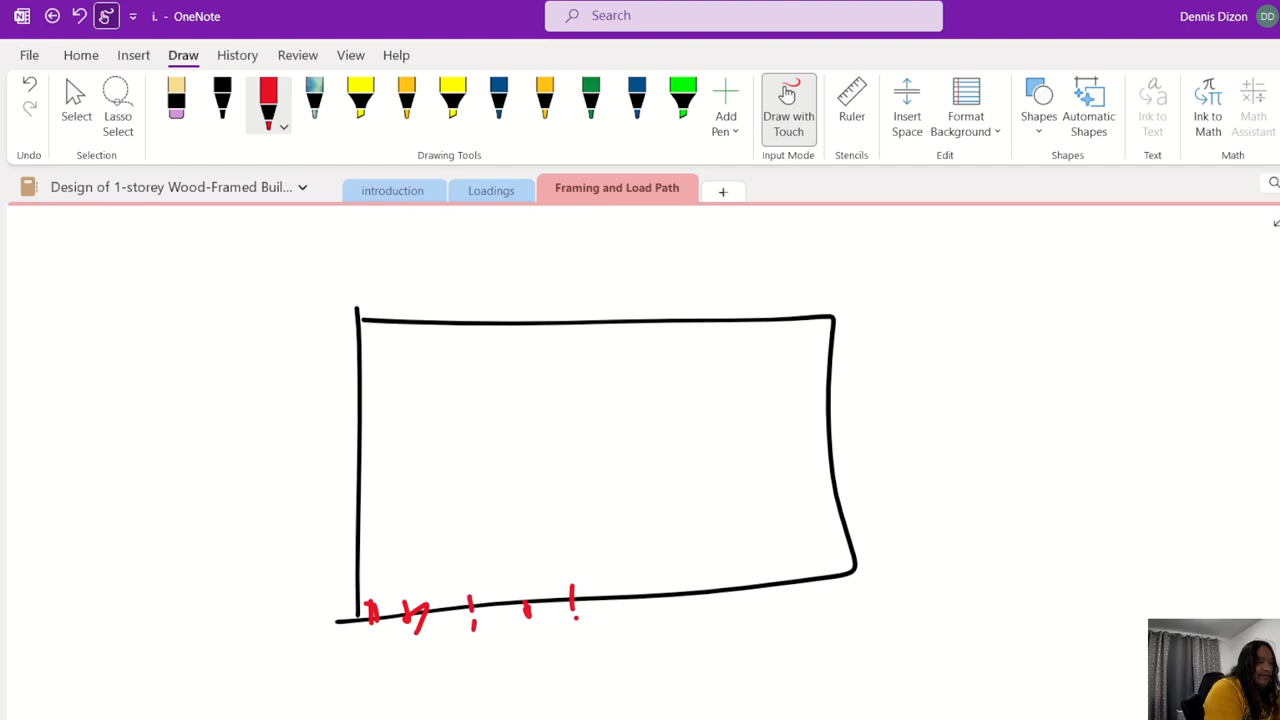 i. - OneNote
Search
Dennis Dizon
DD
File Home Insert Draw History Review View Help
Undo
Select
Lasso Select
Selection
Drawing Tools
Add Pen
Draw with Touch
Input Mode
Ruler
Stencils
Insert Space
Format Background
Edit
Shapes
Automatic Shapes
Shapes
Ink to Text
Text
Ink to Math
Math Assistant
Math
Design of 1-storey Wood-Framed Buil...
introduction
Loadings
Framing and Load Path